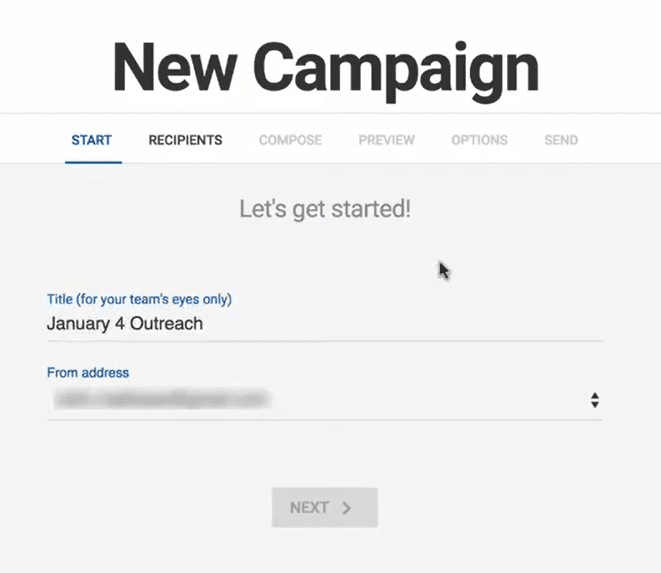 New Campaign
START RECIPIENTS COMPOSE PREVIEW OPTIONS SEND
Let's get started!
Title (for your team's eyes only)
January 4 Outreach
From address
NEXT